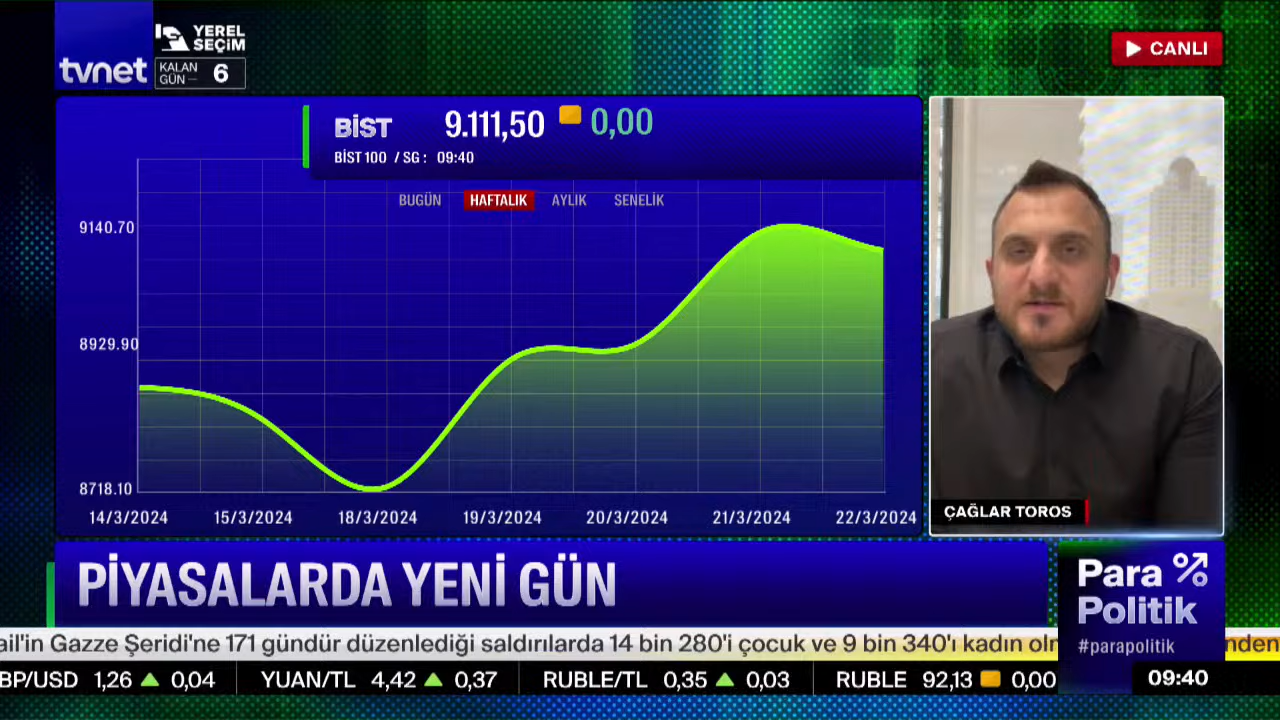 tvnet
YEREL
SEÇİM
KALAN
GÜN
6
CANLI
BİST 9.111,50 0,00
BİST 100 / SG : 09:40
BUGÜN HAFTALIK AYLIK SENELİK
9140.70
8929.90
8718.10
14/3/2024 15/3/2024 18/3/2024 19/3/2024 20/3/2024 21/3/2024 22/3/2024
ÇAĞLAR TOROS
PİYASALARDA YENİ GÜN
Para
Politik
#parapolitik
ail'in Gazze Şeridi'ne 171 gündür düzenlediği saldırılarda 14 bin 280'i çocuk ve 9 bin 340'ı kadın olm nden
BP/USD 1,26 0,04 YUAN/TL 4,42 0,37 RUBLE/TL 0,35 0,03 RUBLE 92,13 0,00
09:40